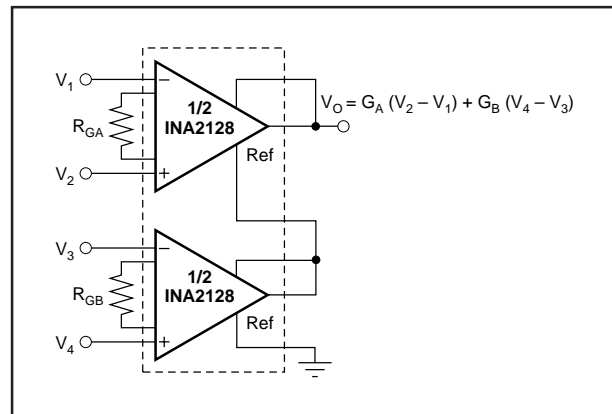 V1
−
1/2
INA2128
RGA
Ref
V2
+
VO = GA (V2 – V1) + GB (V4 – V3)
V3
−
1/2
INA2128
RGB
Ref
V4
+